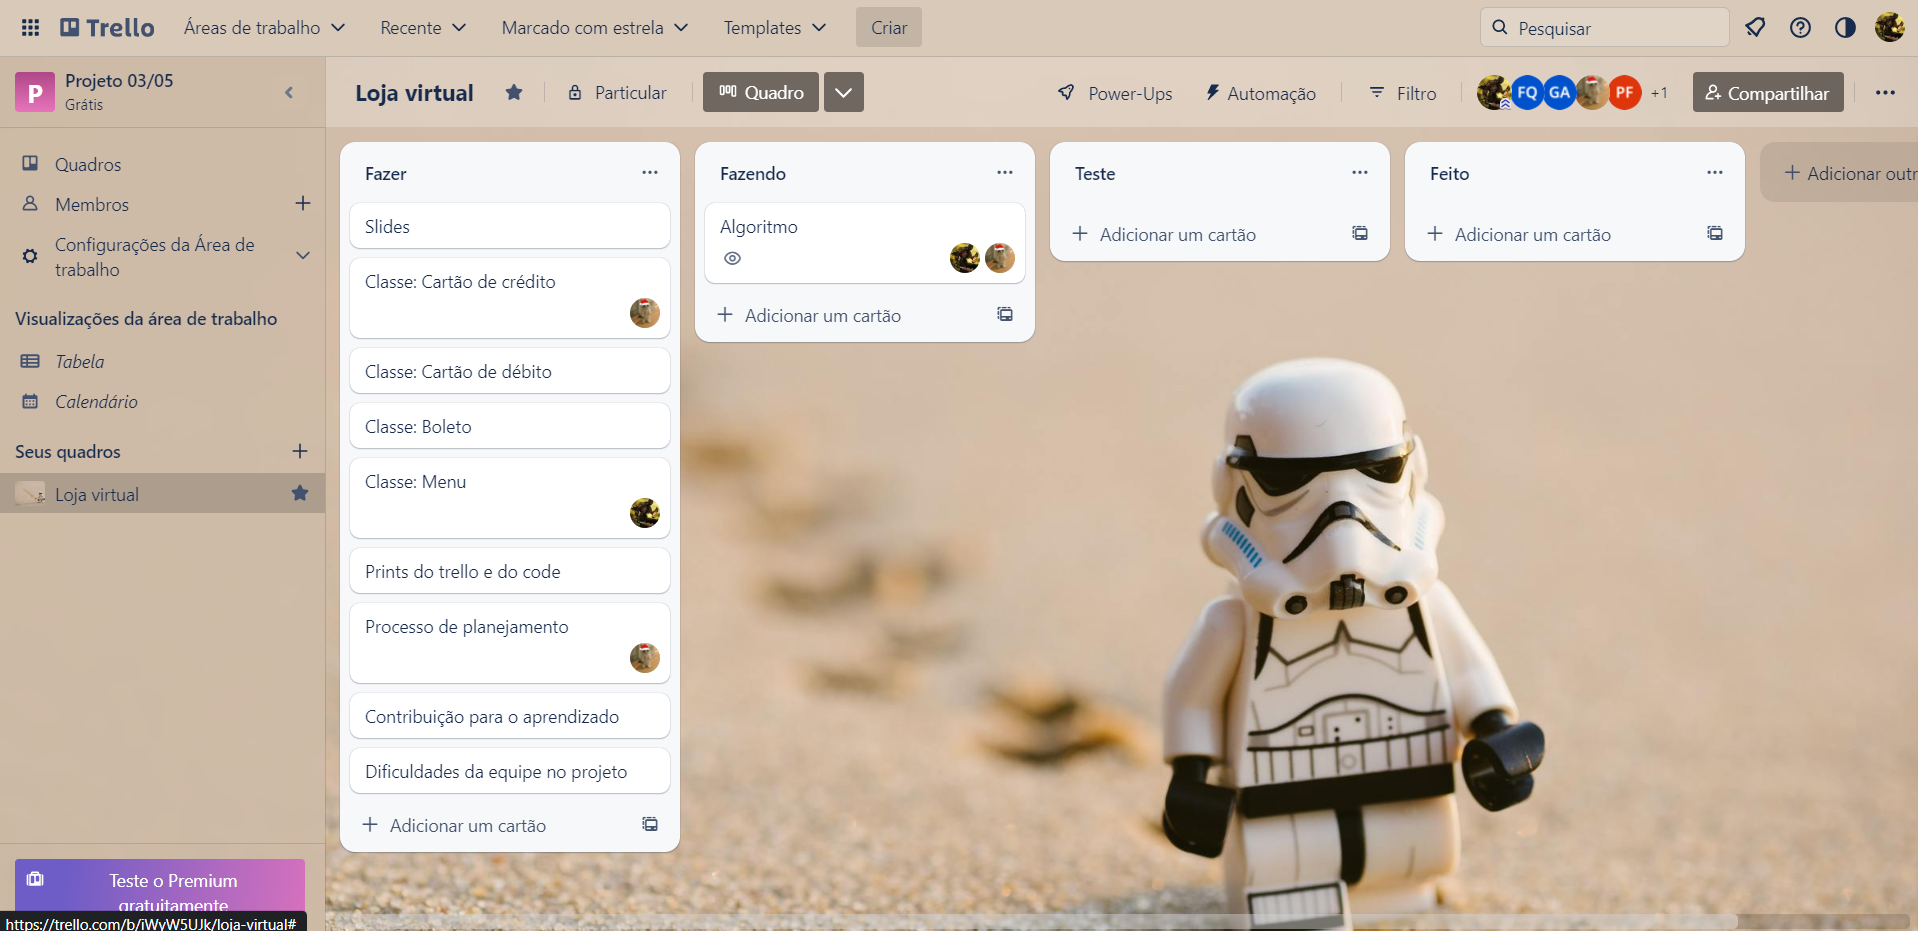 Trello
Áreas de trabalho
Recente
Marcado com estrela
Templates
Criar
Pesquisar
P
Projeto 03/05
Grátis
Loja virtual
Particular
Quadro
Power-Ups
Automação
Filtro
FQ
GA
PF
+1
Compartilhar
Quadros
Membros
Configurações da Área de
trabalho
Visualizações da área de trabalho
Tabela
Calendário
Seus quadros
Loja virtual
Teste o Premium
gratuitamente
https://trello.com/b/iWyW5UJk/loja-virtual#
Fazer
Slides
Classe: Cartão de crédito
Classe: Cartão de débito
Classe: Boleto
Classe: Menu
Prints do trello e do code
Processo de planejamento
Contribuição para o aprendizado
Dificuldades da equipe no projeto
Adicionar um cartão
Fazendo
Algoritmo
Adicionar um cartão
Teste
Adicionar um cartão
Feito
Adicionar um cartão
Adicionar outr